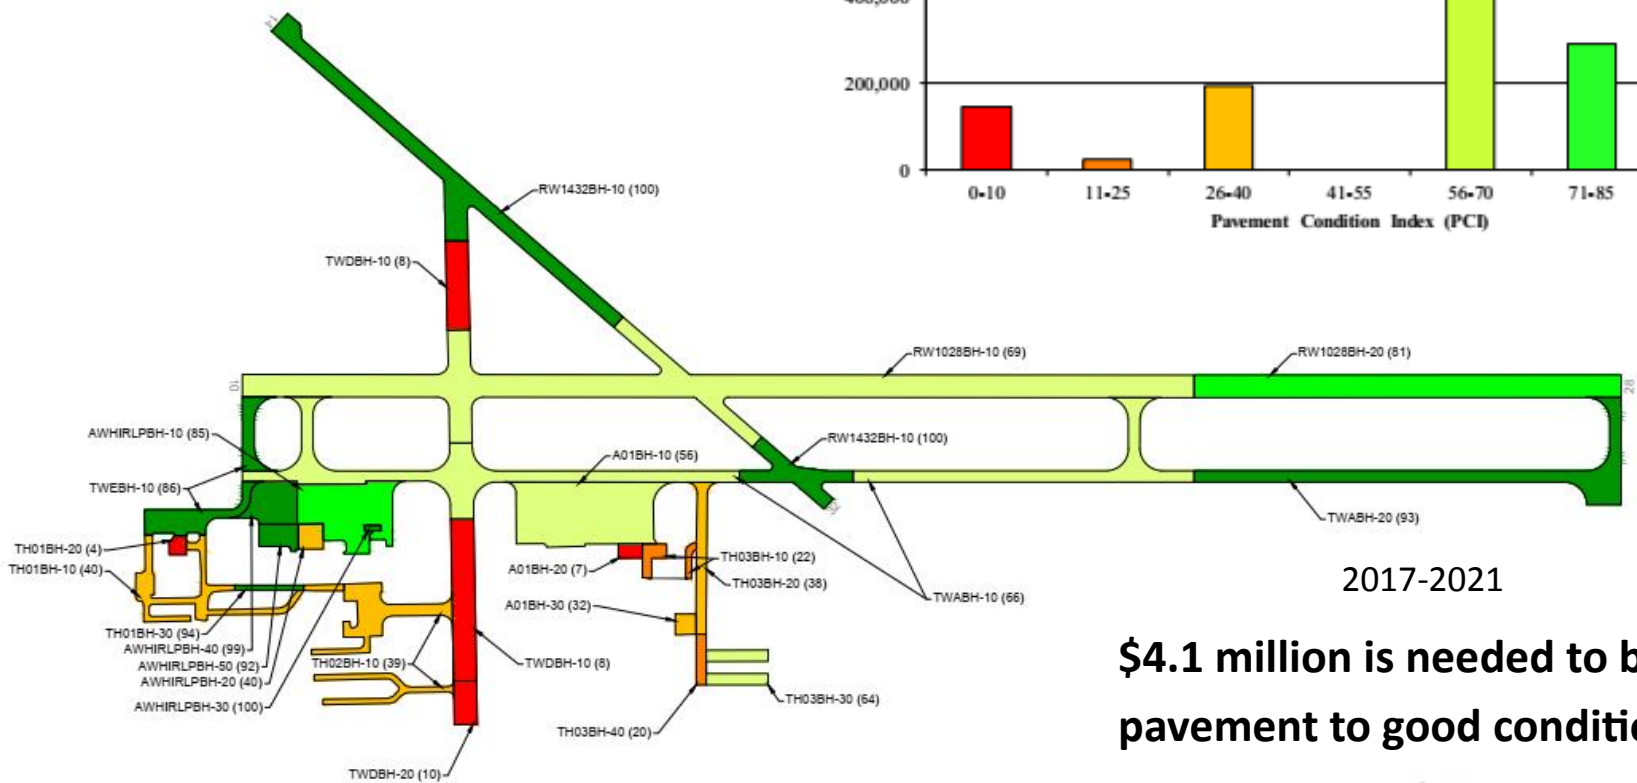 14
200,000
0
0-10 11-25 26-40 41-55 56-70 71-85
Pavement Condition Index (PCI)
RW1432BH-10 (100)
TWDBH-10 (8)
RW1028BH-10 (69)
RW1028BH-20 (81)
10
28
AWHIRLPBH-10 (85)
RW1432BH-10 (100)
A01BH-10 (56)
TWEBH-10 (86)
TWABH-20 (93)
TH01BH-20 (4)
TH01BH-10 (40)
A01BH-20 (7)
TH03BH-10 (22)
TH03BH-20 (38)
TWABH-10 (66)
A01BH-30 (32)
TH01BH-30 (94)
AWHIRLPBH-40 (99)
AWHIRLPBH-50 (92)
AWHIRLPBH-20 (40)
AWHIRLPBH-30 (100)
TH02BH-10 (39)
TWDBH-10 (8)
TH03BH-30 (64)
TH03BH-40 (20)
TWDBH-20 (10)
2017-2021
$4.1 million is needed to b
pavement to good conditi